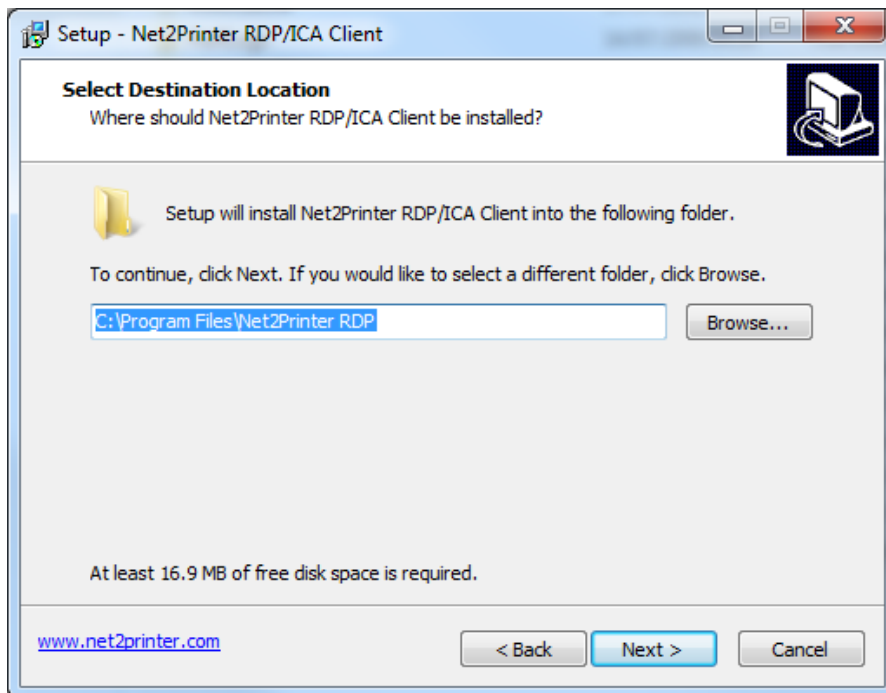 Setup - Net2Printer RDP/ICA Client
Select Destination Location
Where should Net2Printer RDP/ICA Client be installed?
Setup will install Net2Printer RDP/ICA Client into the following folder.
To continue, click Next. If you would like to select a different folder, click Browse.
C:\Program Files\Net2Printer RDP
Browse...
At least 16.9 MB of free disk space is required.
www.net2printer.com
< Back
Next >
Cancel